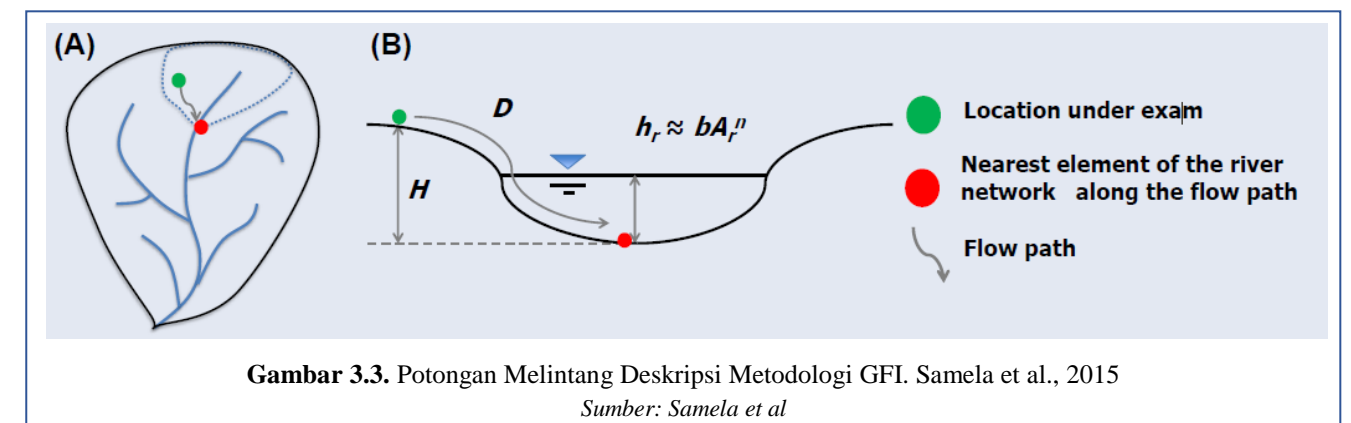 (A)
(B)
D
hᵣ ≈ bAᵣⁿ
H
Location under exam
Nearest element of the river
network along the flow path
Flow path
Gambar 3.3. Potongan Melintang Deskripsi Metodologi GFI. Samela et al., 2015
Sumber: Samela et al